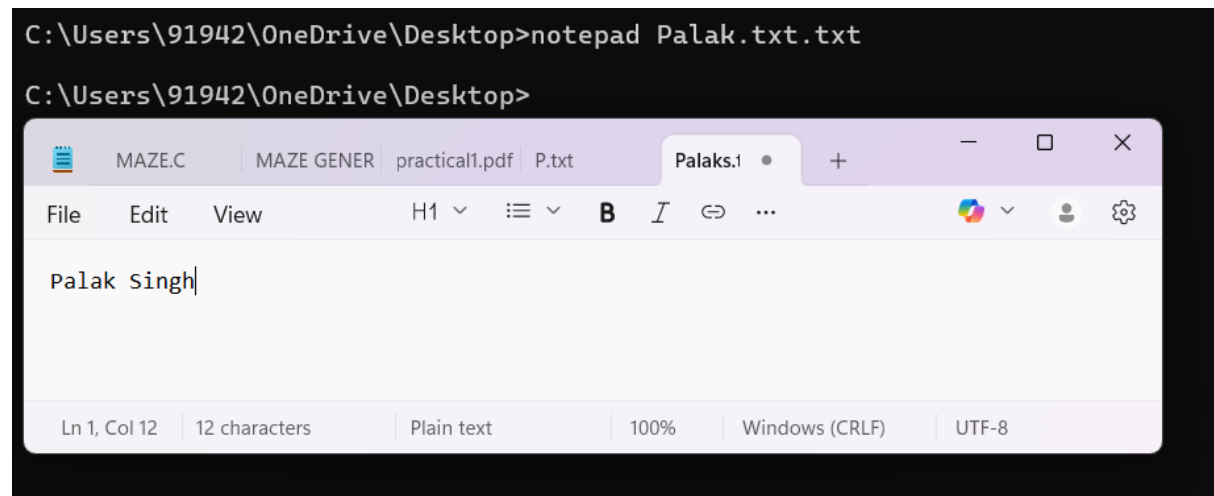 C:\Users\91942\OneDrive\Desktop>notepad Palak.txt.txt
C:\Users\91942\OneDrive\Desktop>
MAZE.C MAZE GENER practical1.pdf P.txt Palaks.t
File Edit View H1 B I
Palak Singh
Ln 1, Col 12 12 characters Plain text 100% Windows (CRLF) UTF-8